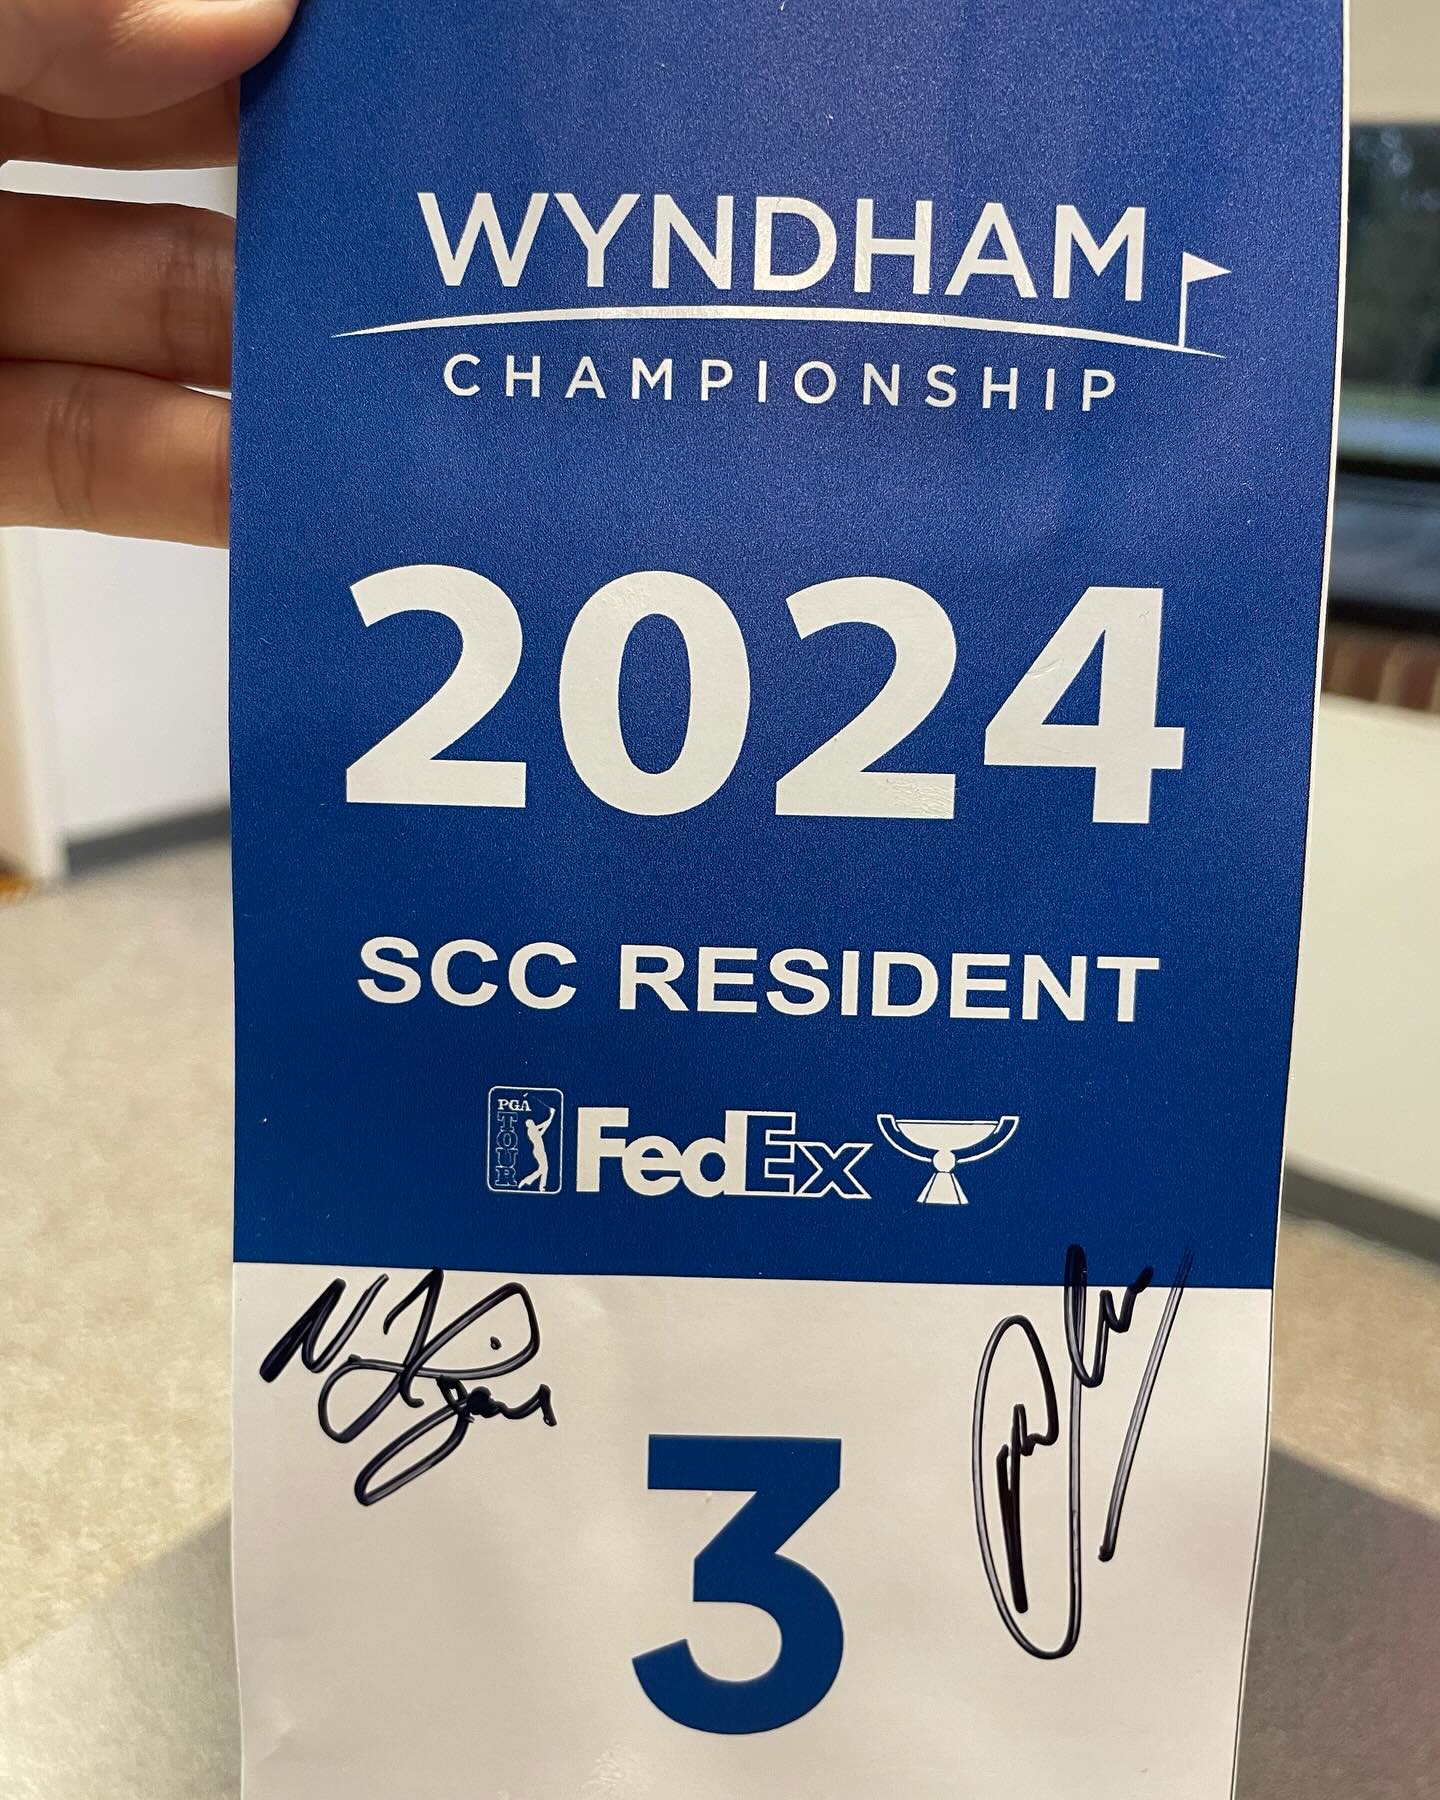 WYNDHAM
CHAMPIONSHIP
2024
SCC RESIDENT
PGA TOUR FedEx
3